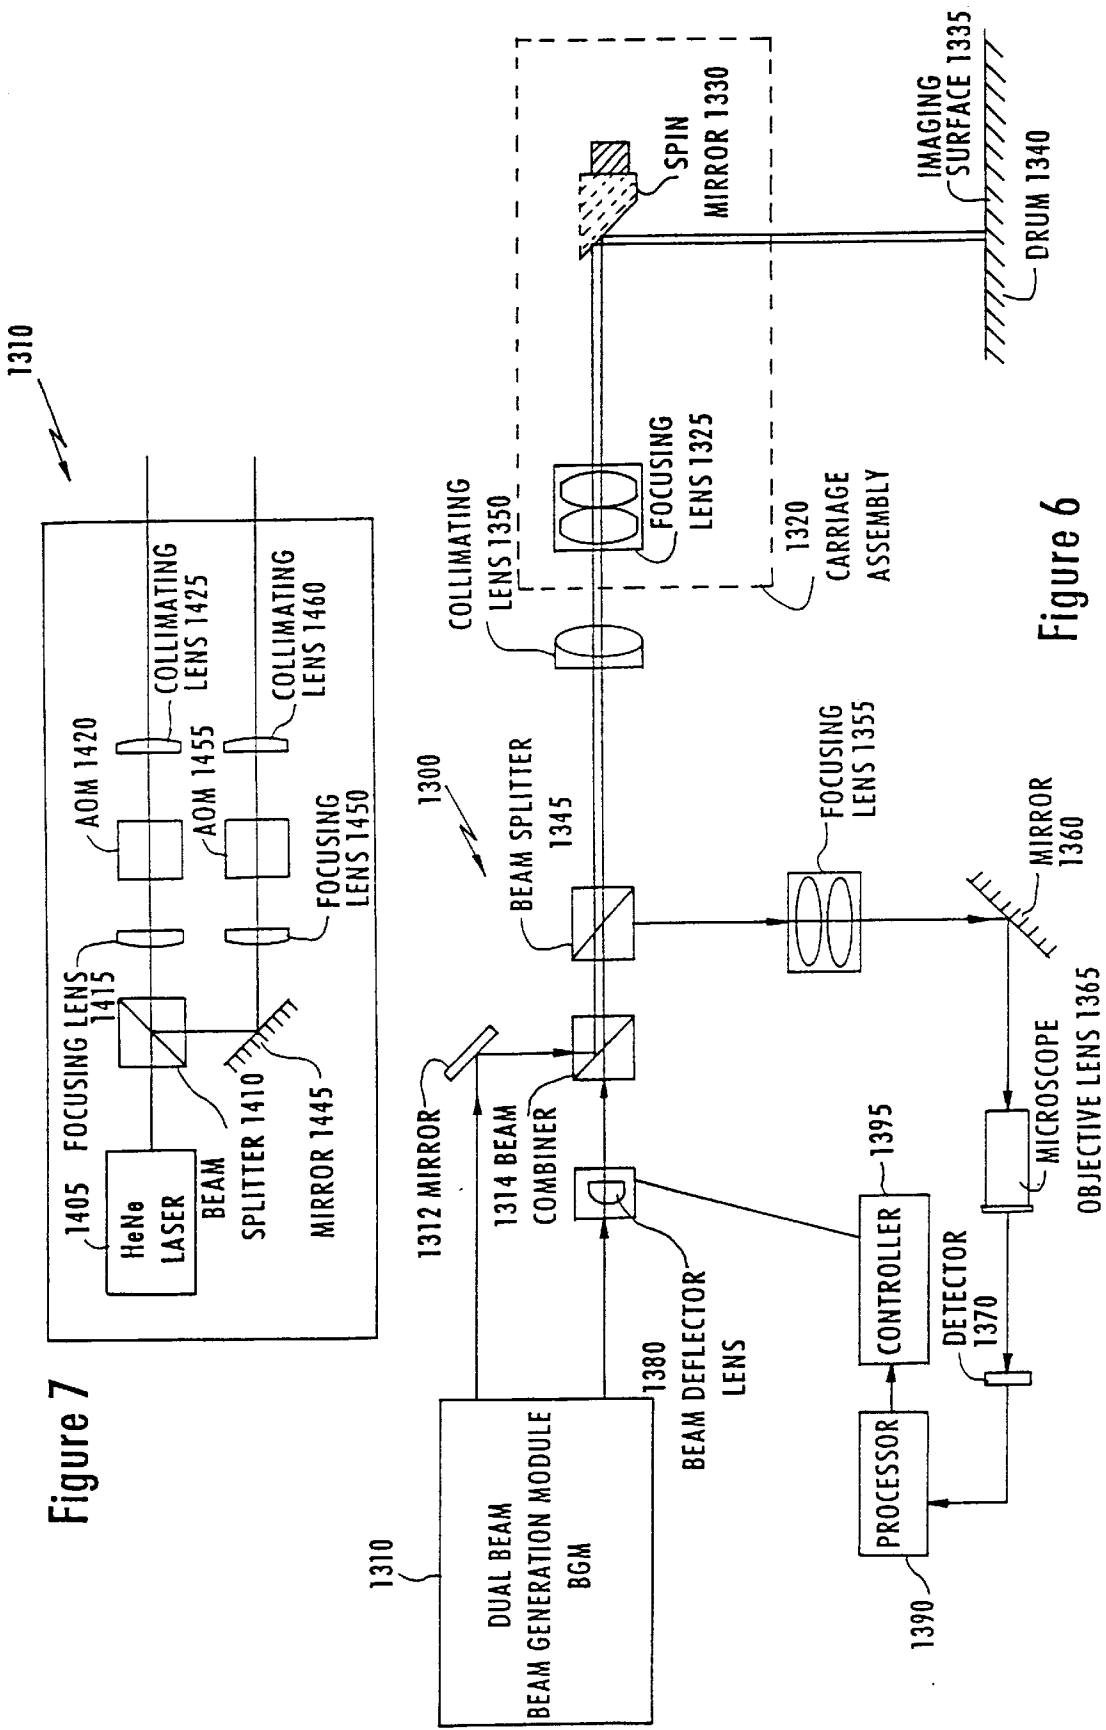 Figure 7
1310
1405
HeNe
LASER
FOCUSING LENS
1415
BEAM
SPLITTER 1410
MIRROR 1445
AOM 1420
AOM 1455
FOCUSING
LENS 1450
COLLIMATING
LENS 1425
COLLIMATING
LENS 1460
1310
DUAL BEAM
BEAM GENERATION MODULE
BGM
1312 MIRROR
1314 BEAM
COMBINER
1380
BEAM DEFLECTOR
LENS
1300
BEAM SPLITTER
1345
COLLIMATING
LENS 1350
FOCUSING
LENS 1325
1320
CARRIAGE
ASSEMBLY
SPIN
MIRROR 1330
IMAGING
SURFACE 1335
DRUM 1340
FOCUSING
LENS 1355
MIRROR
1360
MICROSCOPE
OBJECTIVE LENS 1365
DETECTOR
1370
CONTROLLER
1395
PROCESSOR
1390
Figure 6